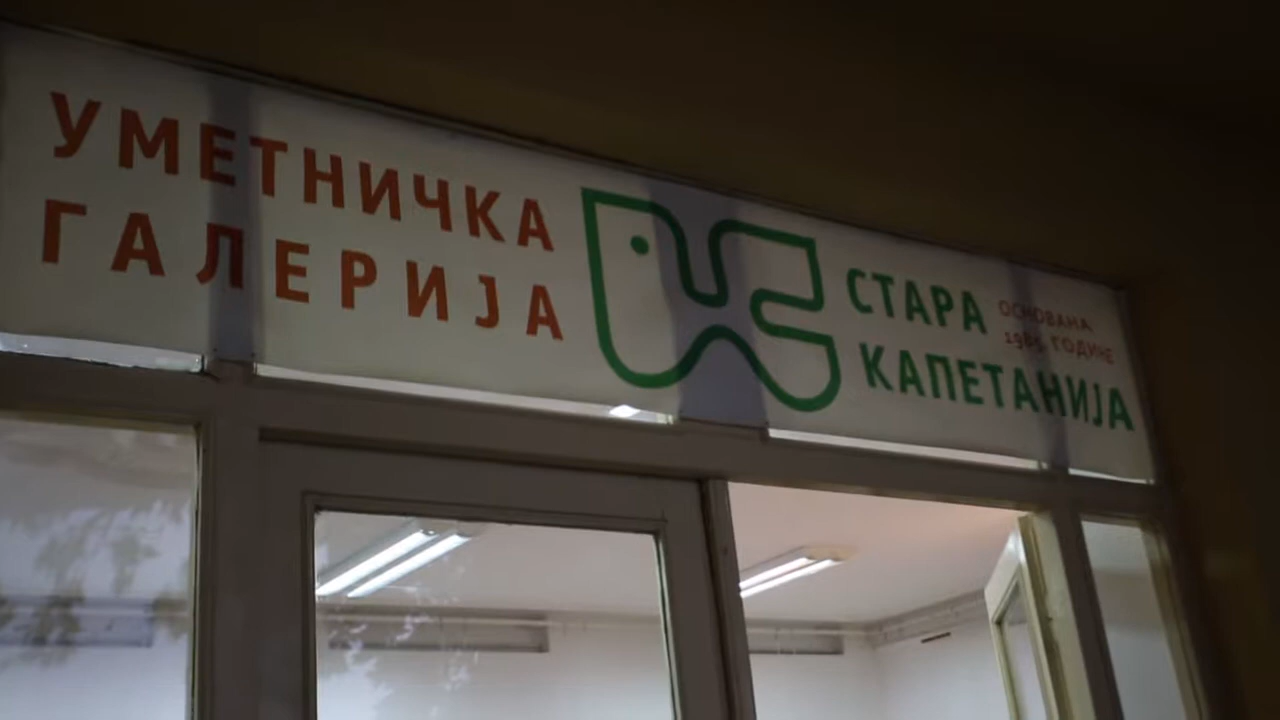 УМЕТНИЧКА
ГАЛЕРИЈА
СТАРА
КАПЕТАНИЈА
ОСНОВАНА
ГОДИНЕ